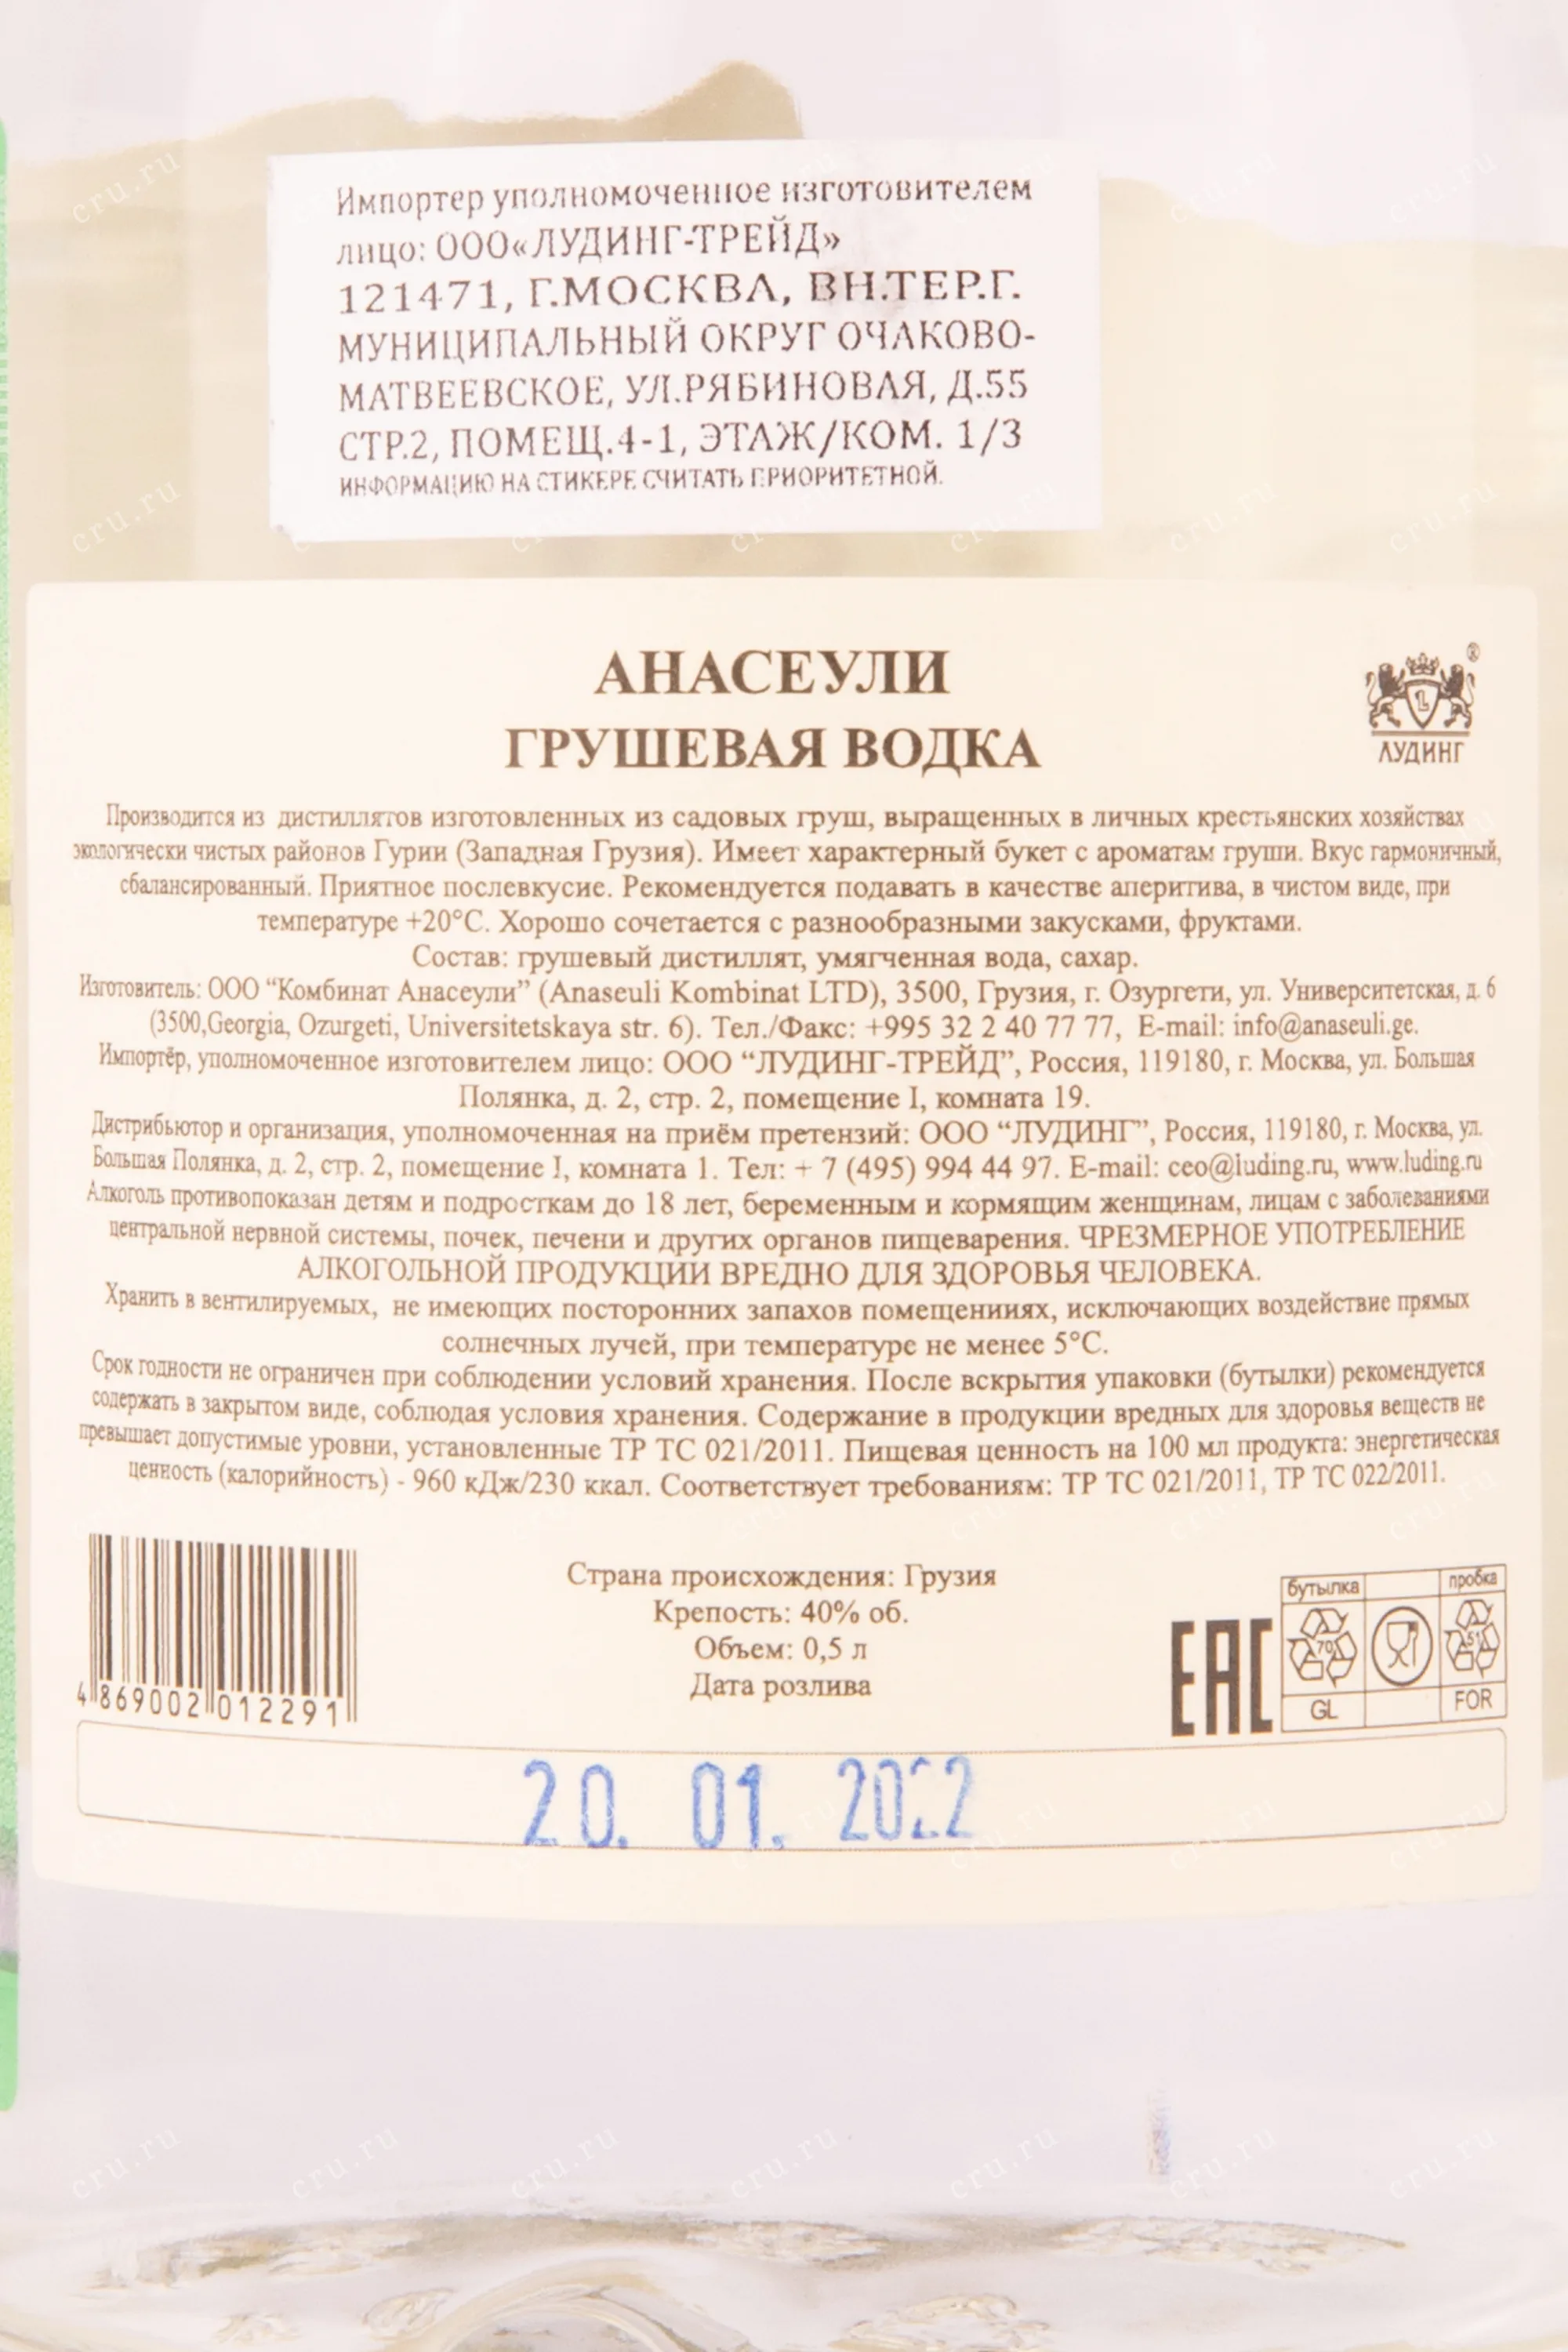 Импортер уполномоченное изготовителем
лицо: ООО«ЛУДИНГ-ТРЕЙД»
121471, Г.МОСКВА, ВН.ТЕР.Г.
МУНИЦИПАЛЬНЫЙ ОКРУГ ОЧАКОВО-
МАТВЕЕВСКОЕ, УЛ.РЯБИНОВАЯ, Д.55
СТР.2, ПОМЕЩ.4-1, ЭТАЖ/КОМ. 1/3
ИНФОРМАЦИЮ НА СТИКЕРЕ СЧИТАТЬ ПРИОРИТЕТНОЙ.
АНАСЕУЛИ
ГРУШЕВАЯ ВОДКА
®
L
ЛУДИНГ
Производится из дистиллятов изготовленных из садовых груш, выращенных в личных крестьянских хозяйствах
экологически чистых районов Гурии (Западная Грузия). Имеет характерный букет с ароматам груши. Вкус гармоничный,
сбалансированный. Приятное послевкусие. Рекомендуется подавать в качестве аперитива, в чистом виде, при
температуре +20°С. Хорошо сочетается с разнообразными закусками, фруктами.
Состав: грушевый дистиллят, умягченная вода, сахар.
Изготовитель: ООО “Комбинат Анасеули” (Anaseuli Kombinat LTD), 3500, Грузия, г. Озургети, ул. Университетская, д. 6
(3500,Georgia, Ozurgeti, Universitetskaya str. 6). Тел./Факс: +995 32 2 40 77 77, E-mail: info@anaseuli.ge.
Импортёр, уполномоченное изготовителем лицо: ООО “ЛУДИНГ-ТРЕЙД”, Россия, 119180, г. Москва, ул. Большая
Полянка, д. 2, стр. 2, помещение I, комната 19.
Дистрибьютор и организация, уполномоченная на приём претензий: ООО “ЛУДИНГ”, Россия, 119180, г. Москва, ул.
Большая Полянка, д. 2, стр. 2, помещение I, комната 1. Тел: + 7 (495) 994 44 97. E-mail: ceo@luding.ru, www.luding.ru
Алкоголь противопоказан детям и подросткам до 18 лет, беременным и кормящим женщинам, лицам с заболеваниями
центральной нервной системы, почек, печени и других органов пищеварения. ЧРЕЗМЕРНОЕ УПОТРЕБЛЕНИЕ
АЛКОГОЛЬНОЙ ПРОДУКЦИИ ВРЕДНО ДЛЯ ЗДОРОВЬЯ ЧЕЛОВЕКА.
Хранить в вентилируемых, не имеющих посторонних запахов помещенииях, исключающих воздействие прямых
солнечных лучей, при температуре не менее 5°С.
Срок годности не ограничен при соблюдении условий хранения. После вскрытия упаковки (бутылки) рекомендуется
содержать в закрытом виде, соблюдая условия хранения. Содержание в продукции вредных для здоровья веществ не
превышает допустимые уровни, установленные ТР ТС 021/2011. Пищевая ценность на 100 мл продукта: энергетическая
ценность (калорийность) - 960 кДж/230 ккал. Соответствует требованиям: ТР ТС 021/2011, ТР ТС 022/2011.
4 869002 012291
Страна происхождения: Грузия
Крепость: 40% об.
Объем: 0,5 л
Дата розлива
EAC
бутылка пробка
70 51
GL FOR
20. 01. 2022
cru.ru